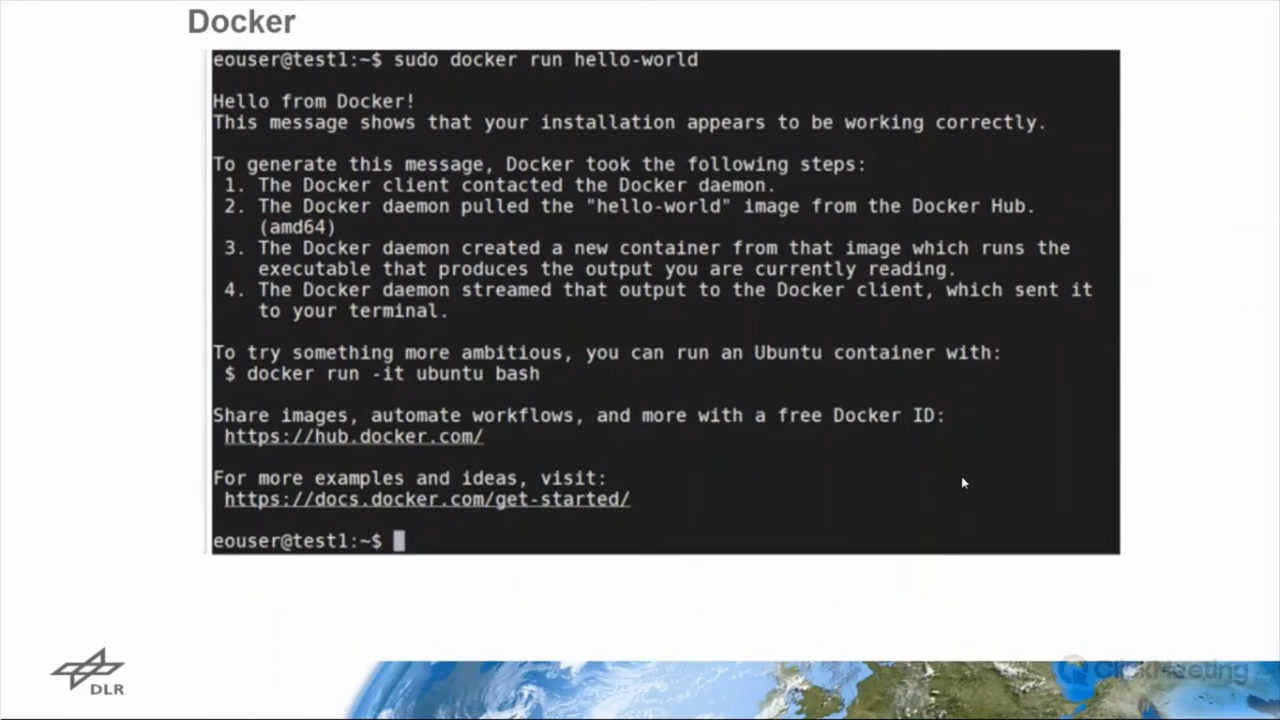 Docker
eouser@test1:~$ sudo docker run hello-world
Hello from Docker!
This message shows that your installation appears to be working correctly.
To generate this message, Docker took the following steps:
1. The Docker client contacted the Docker daemon.
2. The Docker daemon pulled the "hello-world" image from the Docker Hub.
(amd64)
3. The Docker daemon created a new container from that image which runs the
executable that produces the output you are currently reading.
4. The Docker daemon streamed that output to the Docker client, which sent it
to your terminal.
To try something more ambitious, you can run an Ubuntu container with:
$ docker run -it ubuntu bash
Share images, automate workflows, and more with a free Docker ID:
https://hub.docker.com/
For more examples and ideas, visit:
https://docs.docker.com/get-started/
eouser@test1:~$
DLR
ClickMeeting